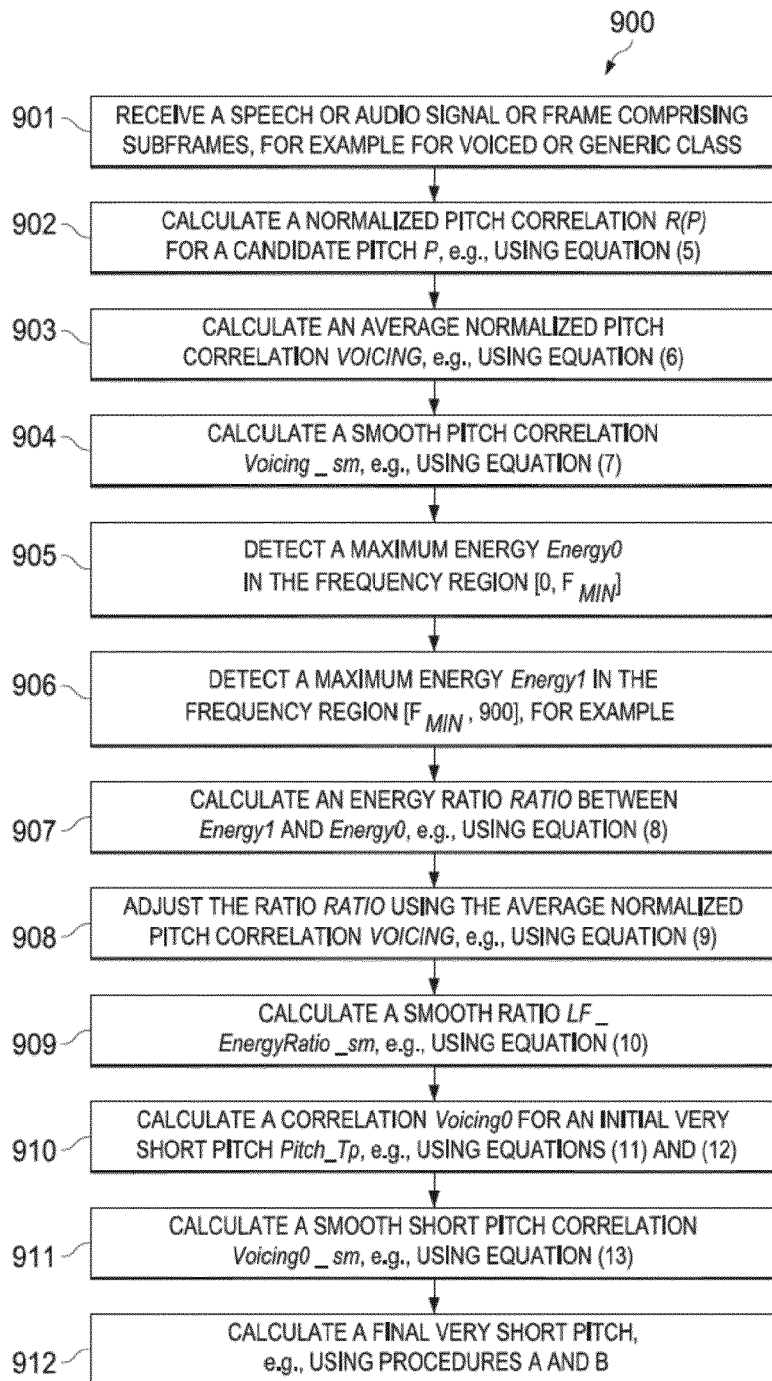 900
901
RECEIVE A SPEECH OR AUDIO SIGNAL OR FRAME COMPRISING
SUBFRAMES, FOR EXAMPLE FOR VOICED OR GENERIC CLASS
902
CALCULATE A NORMALIZED PITCH CORRELATION R(P)
FOR A CANDIDATE PITCH P, e.g., USING EQUATION (5)
903
CALCULATE AN AVERAGE NORMALIZED PITCH
CORRELATION VOICING, e.g., USING EQUATION (6)
904
CALCULATE A SMOOTH PITCH CORRELATION
Voicing _ sm, e.g., USING EQUATION (7)
905
DETECT A MAXIMUM ENERGY Energy0
IN THE FREQUENCY REGION [0, F MIN]
906
DETECT A MAXIMUM ENERGY Energy1 IN THE
FREQUENCY REGION [F MIN , 900], FOR EXAMPLE
907
CALCULATE AN ENERGY RATIO RATIO BETWEEN
Energy1 AND Energy0, e.g., USING EQUATION (8)
908
ADJUST THE RATIO RATIO USING THE AVERAGE NORMALIZED
PITCH CORRELATION VOICING, e.g., USING EQUATION (9)
909
CALCULATE A SMOOTH RATIO LF _
EnergyRatio _sm, e.g., USING EQUATION (10)
910
CALCULATE A CORRELATION Voicing0 FOR AN INITIAL VERY
SHORT PITCH Pitch_Tp, e.g., USING EQUATIONS (11) AND (12)
911
CALCULATE A SMOOTH SHORT PITCH CORRELATION
Voicing0 _ sm, e.g., USING EQUATION (13)
912
CALCULATE A FINAL VERY SHORT PITCH,
e.g., USING PROCEDURES A AND B